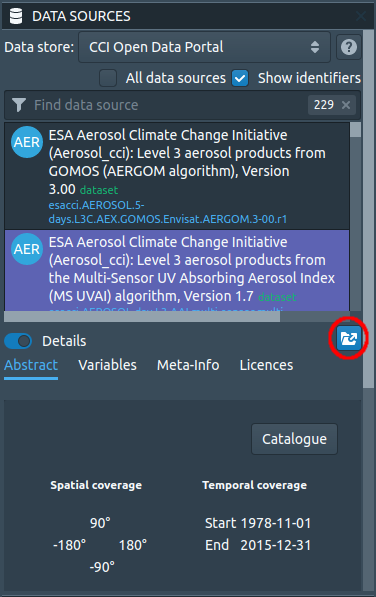 DATA SOURCES
Data store: CCI Open Data Portal ?
All data sources Show identifiers
Find data source 229
AER ESA Aerosol Climate Change Initiative
(Aerosol_cci): Level 3 aerosol products from
GOMOS (AERGOM algorithm), Version
3.00 dataset
esacci.AEROSOL.5-
days.L3C.AEX.GOMOS.Envisat.AERGOM.3-00.r1
AER ESA Aerosol Climate Change Initiative
(Aerosol_cci): Level 3 aerosol products from
the Multi-Sensor UV Absorbing Aerosol Index
(MS UVAI) algorithm, Version 1.7 dataset
Details
Abstract Variables Meta-Info Licences
Catalogue
Spatial coverage Temporal coverage
90° Start 1978-11-01
-180° 180° End 2015-12-31
-90°